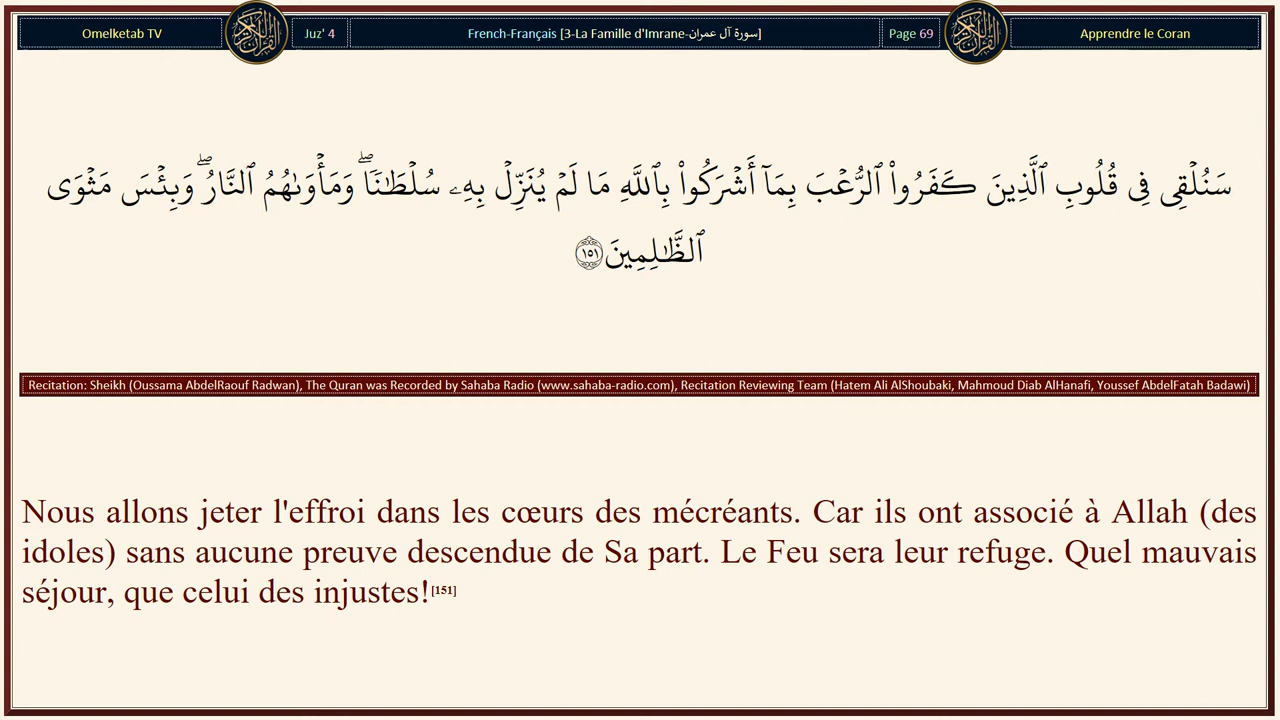 Omelketab TV
Juz' 4
French-Français [3-La Famille d'Imrane-سورة آل عمران]
Page 69
Apprendre le Coran
سَنُلْقِى فِى قُلُوبِ ٱلَّذِينَ كَفَرُوا۟ ٱلرُّعْبَ بِمَآ أَشْرَكُوا۟ بِٱللَّهِ مَا لَمْ يُنَزِّلْ بِهِۦ سُلْطَـٰنًا ۖ وَمَأْوَىٰهُمُ ٱلنَّارُ ۖ وَبِئْسَ مَثْوَى
ٱلظَّـٰلِمِينَ ١٥١
Recitation: Sheikh (Oussama AbdelRaouf Radwan), The Quran was Recorded by Sahaba Radio (www.sahaba-radio.com), Recitation Reviewing Team (Hatem Ali AlShoubaki, Mahmoud Diab AlHanafi, Youssef AbdelFatah Badawi)
Nous allons jeter l'effroi dans les cœurs des mécréants. Car ils ont associé à Allah (des
idoles) sans aucune preuve descendue de Sa part. Le Feu sera leur refuge. Quel mauvais
séjour, que celui des injustes![151]